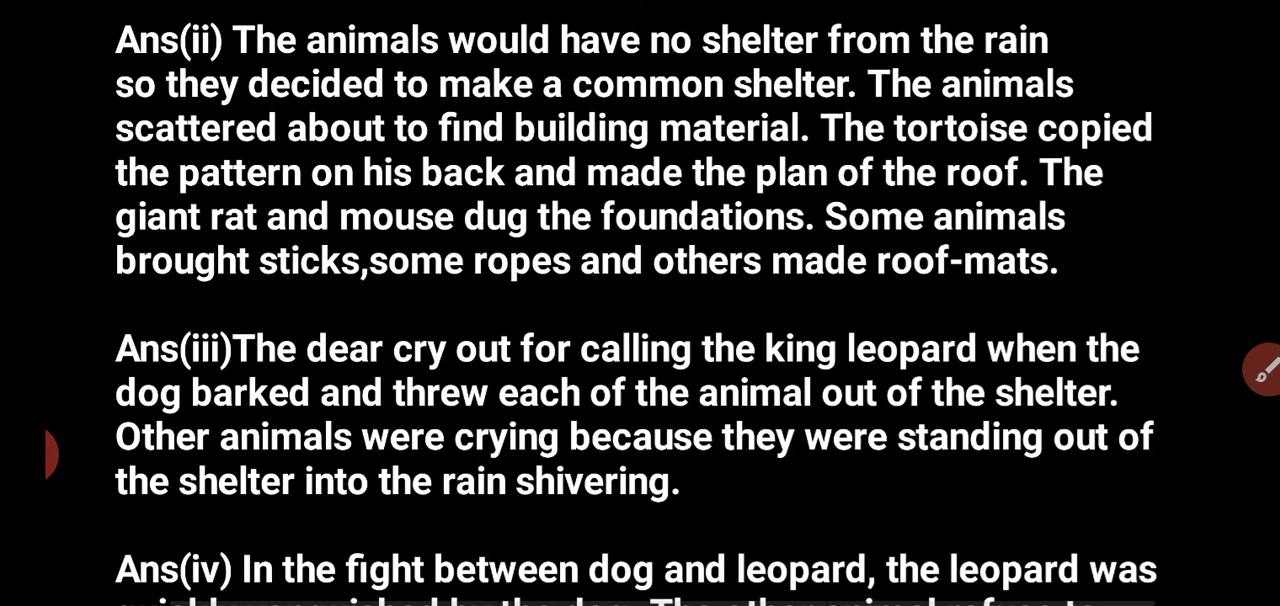 Ans(ii) The animals would have no shelter from the rain
so they decided to make a common shelter. The animals
scattered about to find building material. The tortoise copied
the pattern on his back and made the plan of the roof. The
giant rat and mouse dug the foundations. Some animals
brought sticks,some ropes and others made roof-mats.
Ans(iii)The dear cry out for calling the king leopard when the
dog barked and threw each of the animal out of the shelter.
Other animals were crying because they were standing out of
the shelter into the rain shivering.
Ans(iv) In the fight between dog and leopard, the leopard was